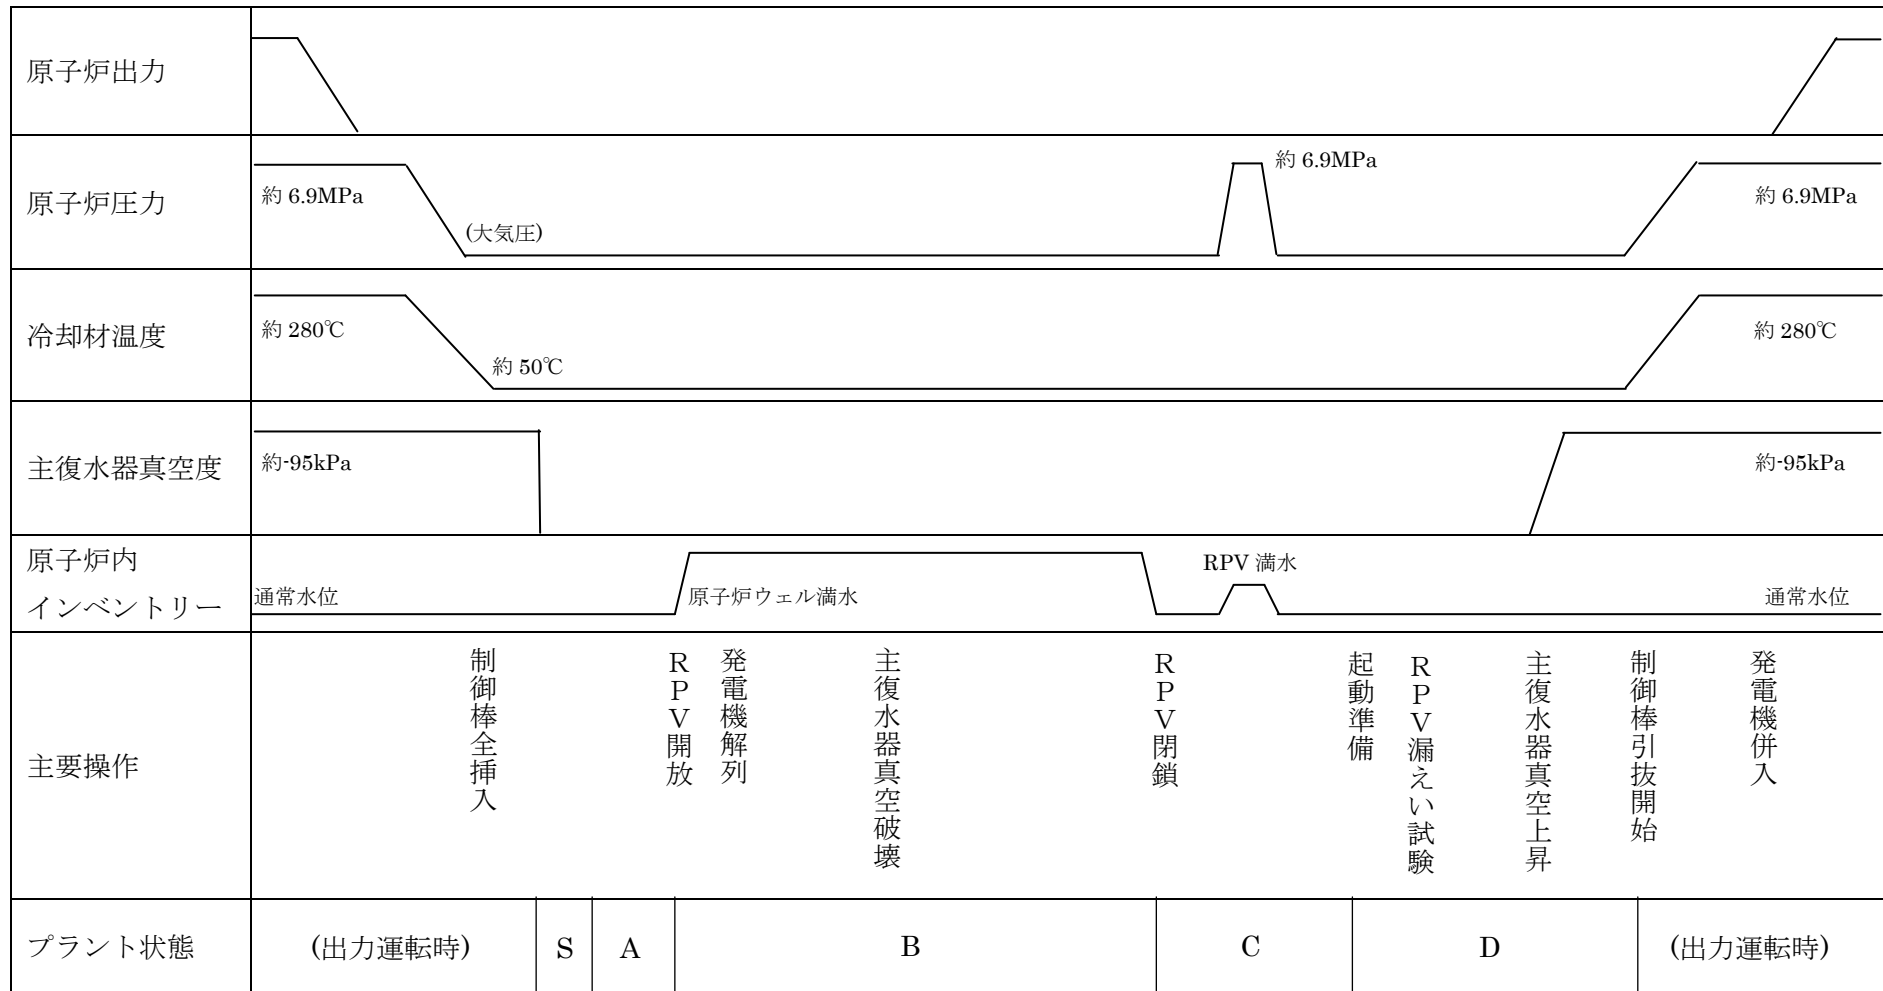 原子炉出力
原子炉圧力
約 6.9MPa
(大気圧)
約 6.9MPa
約 6.9MPa
冷却材温度
約 280℃
約 50℃
約 280℃
主復水器真空度
約-95kPa
約-95kPa
原子炉内
インベントリー
通常水位
原子炉ウェル満水
RPV 満水
通常水位
主要操作
制御棒全挿入
RPV開放
発電機解列
主復水器真空破壊
RPV閉鎖
起動準備
RPV漏えい試験
主復水器真空上昇
制御棒引抜開始
発電機併入
プラント状態
(出力運転時)
S
A
B
C
D
(出力運転時)